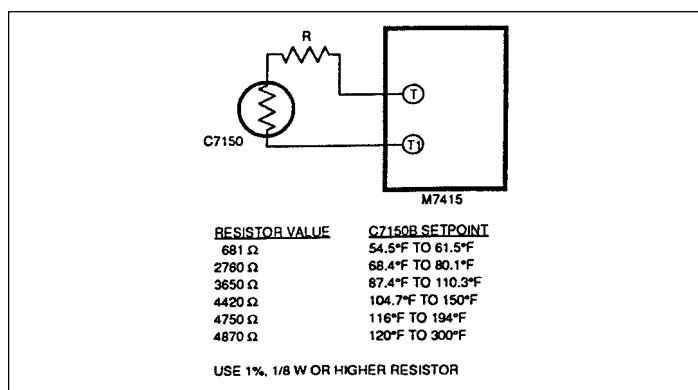 R
T
C7150
T1
M7415
RESISTOR VALUE C7150B SETPOINT
681 Ω 54.5°F TO 61.5°F
2760 Ω 68.4°F TO 80.1°F
3650 Ω 87.4°F TO 110.3°F
4420 Ω 104.7°F TO 150°F
4750 Ω 116°F TO 194°F
4870 Ω 120°F TO 300°F
USE 1%, 1/8 W OR HIGHER RESISTOR